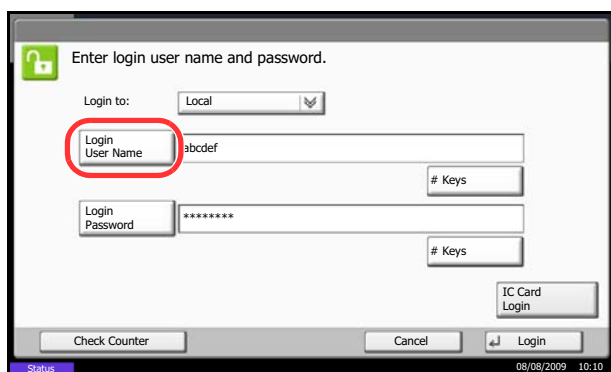 Enter login user name and password.
Login to: Local
Login
User Name
abcdef
# Keys
Login
Password
********
# Keys
IC Card
Login
Check Counter Cancel Login
Status 08/08/2009 10:10